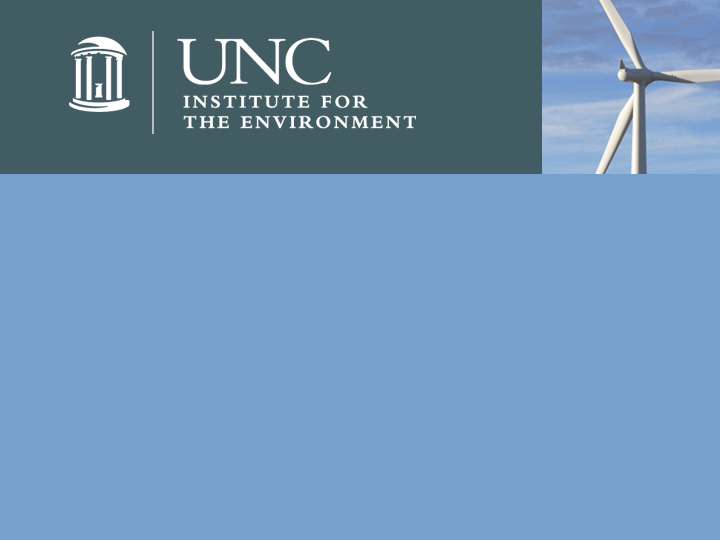 UNC
INSTITUTE FOR
THE ENVIRONMENT